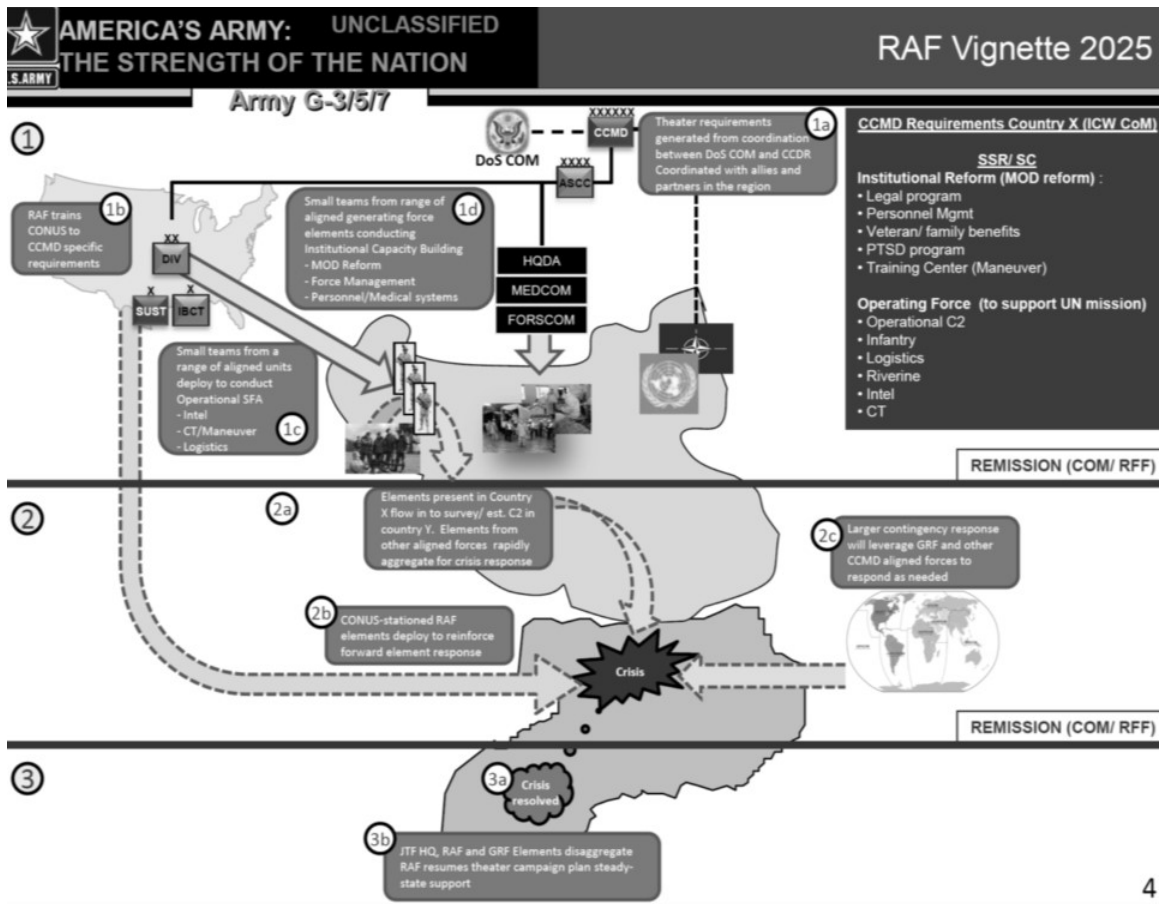 AMERICA'S ARMY:
UNCLASSIFIED
THE STRENGTH OF THE NATION
U.S.ARMY
RAF Vignette 2025
Army G-3/5/7
1
DoS COM
XXXXXX
CCMD
XXXX
ASCC
1a
Theater requirements
generated from coordination
between DoS COM and CCDR
Coordinated with allies and
partners in the region
CCMD Requirements Country X (ICW CoM)
SSR/ SC
Institutional Reform (MOD reform) :
• Legal program
• Personnel Mgmt
• Veteran/ family benefits
• PTSD program
• Training Center (Maneuver)
Operating Force (to support UN mission)
• Operational C2
• Infantry
• Logistics
• Riverine
• Intel
• CT
1b
RAF trains
CONUS to
CCMD specific
requirements
XX
DIV
X
SUST
X
IBCT
1d
Small teams from range of
aligned generating force
elements conducting
Institutional Capacity Building
- MOD Reform
- Force Management
- Personnel/Medical systems
HQDA
MEDCOM
FORSCOM
Small teams from a
range of aligned units
deploy to conduct
Operational SFA
- Intel
- CT/Maneuver
- Logistics
1c
REMISSION (COM/ RFF)
2
2a
Elements present in Country
X flow in to survey/ est. C2 in
country Y. Elements from
other aligned forces rapidly
aggregate for crisis response
2c
Larger contingency response
will leverage GRF and other
CCMD aligned forces to
respond as needed
2b
CONUS-stationed RAF
elements deploy to reinforce
forward element response
Crisis
REMISSION (COM/ RFF)
3
3a
Crisis
resolved
3b
JTF HQ, RAF and GRF Elements disaggregate
RAF resumes theater campaign plan steady-
state support
4